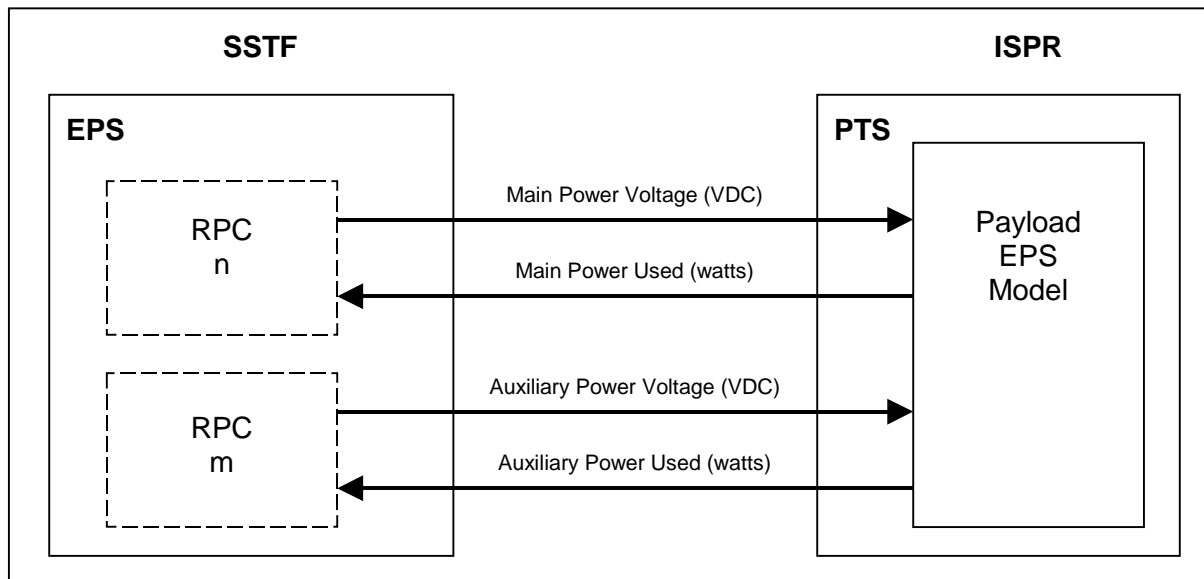 SSTF
ISPR
EPS
PTS
RPC
n
Main Power Voltage (VDC)
Main Power Used (watts)
Payload
EPS
Model
RPC
m
Auxiliary Power Voltage (VDC)
Auxiliary Power Used (watts)